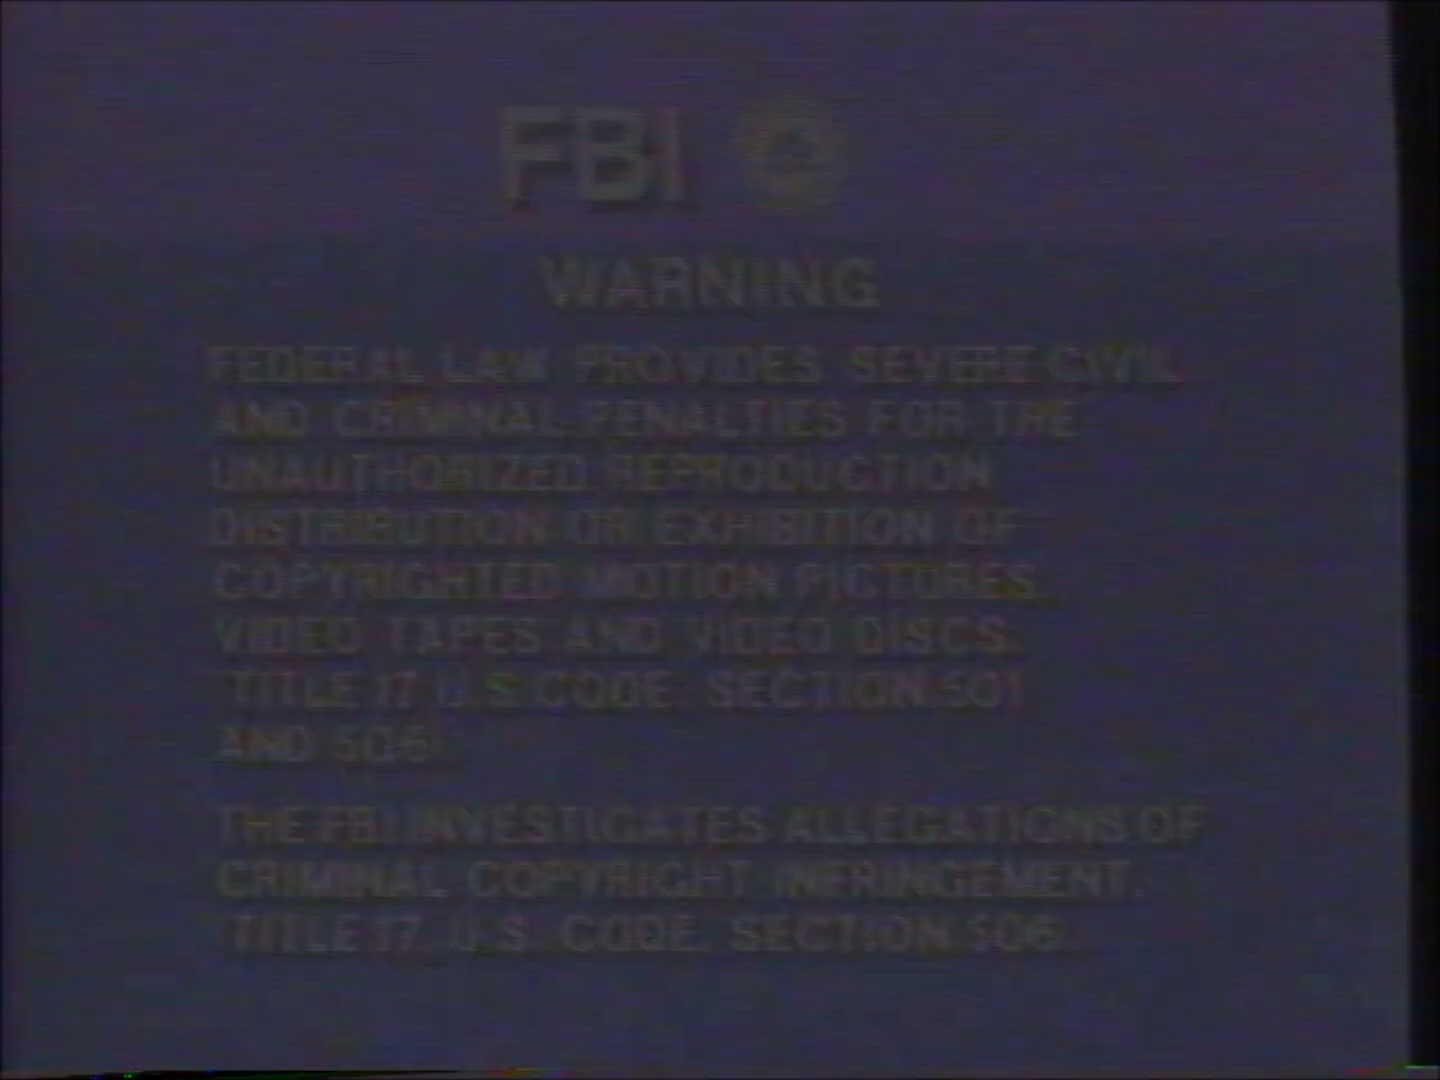 FBI
WARNING
FEDERAL LAW PROVIDES SEVERE CIVIL
AND CRIMINAL PENALTIES FOR THE
UNAUTHORIZED REPRODUCTION
DISTRIBUTION OR EXHIBITION OF
COPYRIGHTED MOTION PICTURES
VIDEO TAPES AND VIDEO DISCS.
TITLE 17 U.S. CODE. SECTION 501
AND 506.
THE FBI INVESTIGATES ALLEGATIONS OF
CRIMINAL COPYRIGHT INFRINGEMENT.
TITLE 17. U.S. CODE. SECTION 506